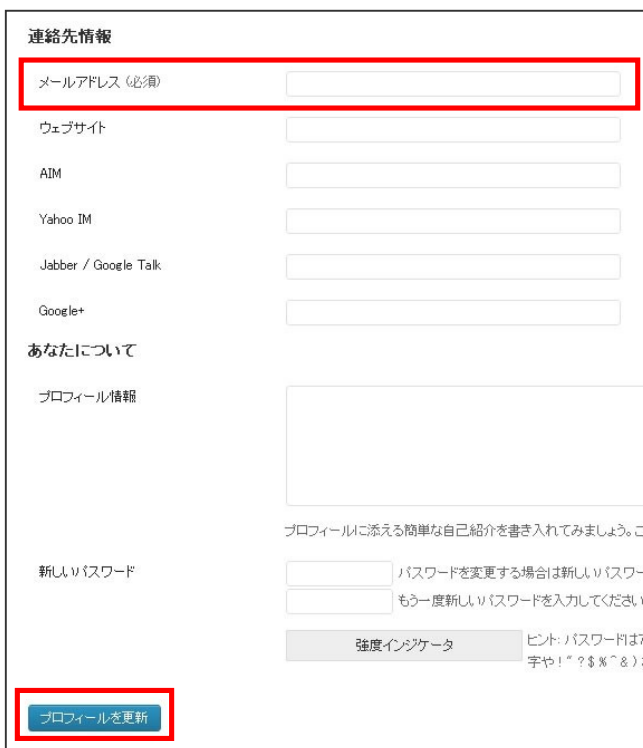 連絡先情報
メールアドレス (必須)
ウェブサイト
AIM
Yahoo IM
Jabber / Google Talk
Google+
あなたについて
プロフィール情報
プロフィールに添える簡単な自己紹介を書き入れてみましょう。こ
新しいパスワード
パスワードを変更する場合は新しいパスワー
もう一度新しいパスワードを入力してください
強度インジケータ
ヒント: パスワードは7
字や ! " ? $ % ^ & )
プロフィールを更新